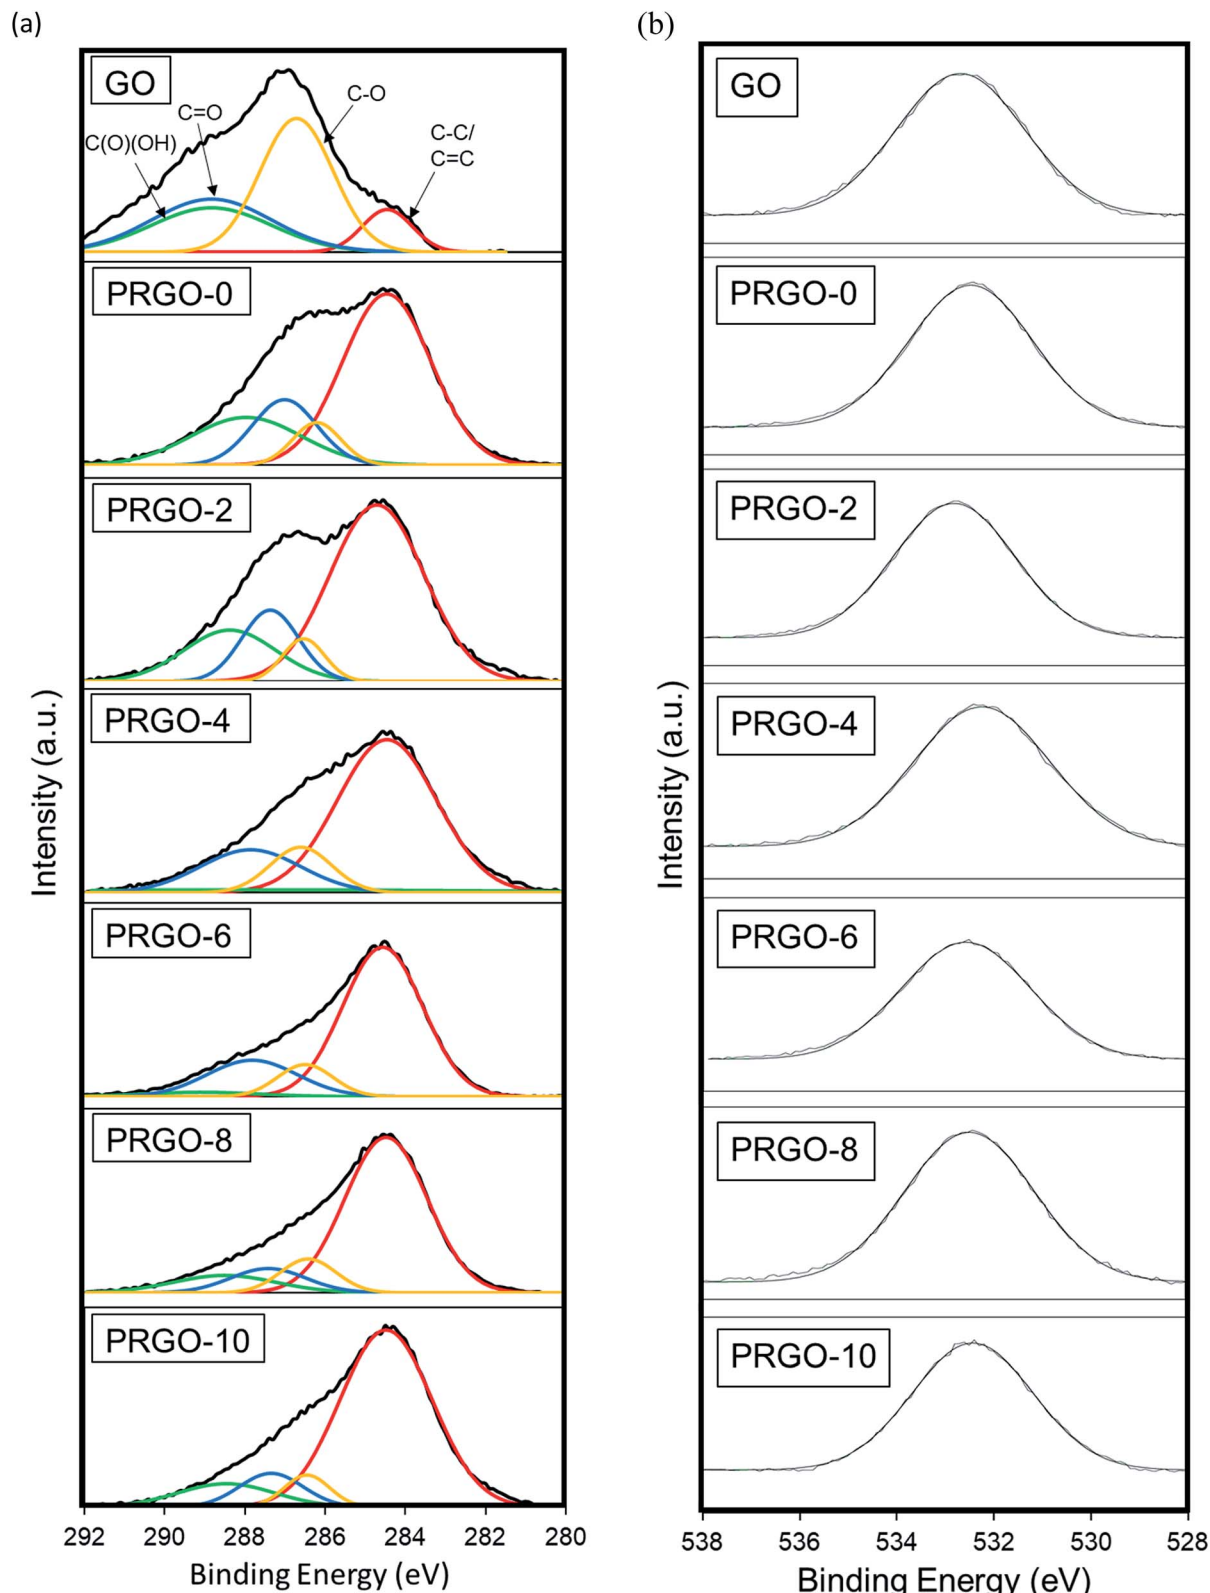 (a)
GO
C=O
C(O)(OH)
C-O
C-C/
C=C
PRGO-0
PRGO-2
PRGO-4
PRGO-6
PRGO-8
PRGO-10
Intensity (a.u.)
292 290 288 286 284 282 280
Binding Energy (eV)
(b)
GO
PRGO-0
PRGO-2
PRGO-4
PRGO-6
PRGO-8
PRGO-10
Intensity (a.u.)
538 536 534 532 530 528
Binding Energy (eV)